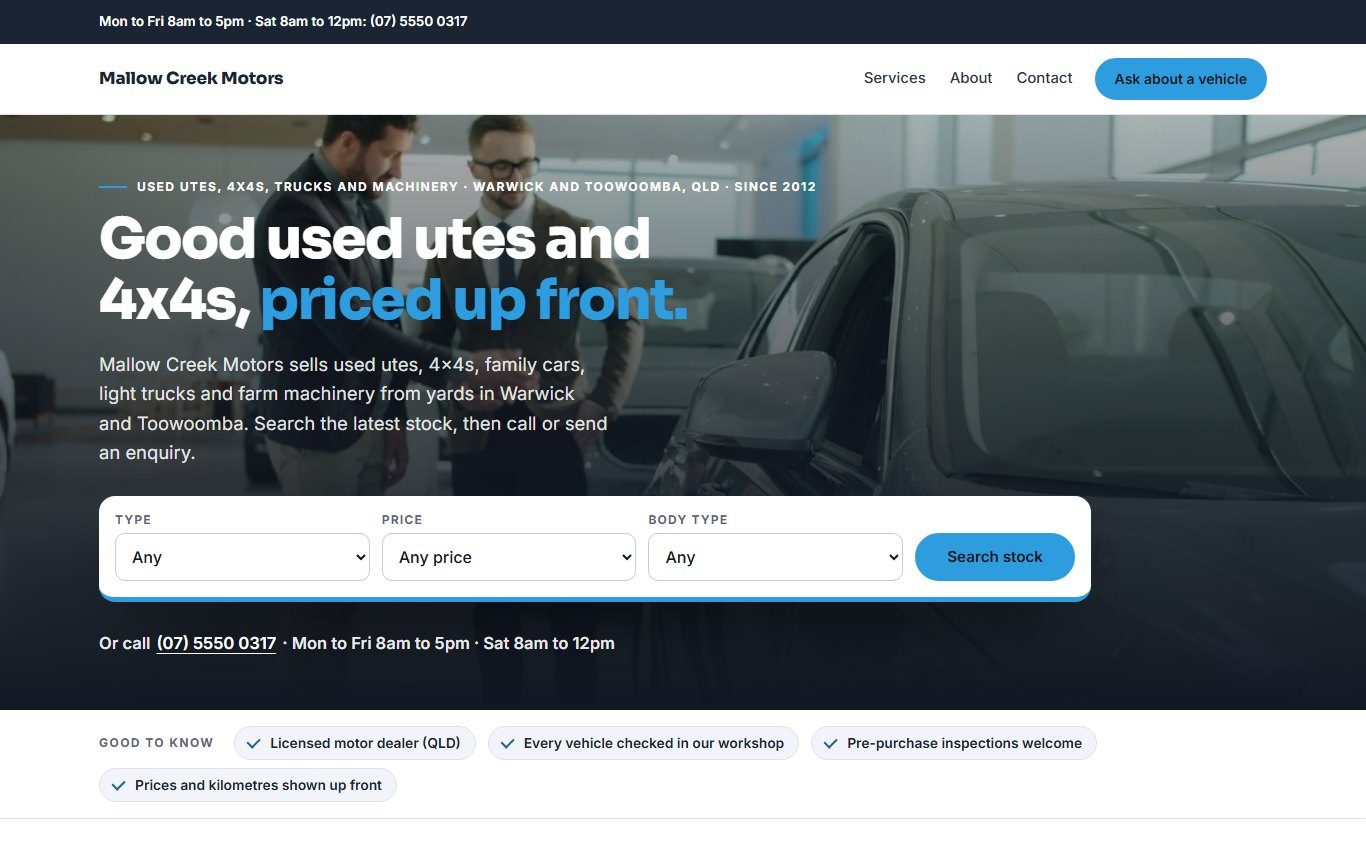 Mon to Fri 8am to 5pm · Sat 8am to 12pm: (07) 5550 0317
Mallow Creek Motors
Services
About
Contact
Ask about a vehicle
USED UTES, 4X4S, TRUCKS AND MACHINERY · WARWICK AND TOOWOOMBA, QLD · SINCE 2012
Good used utes and
4x4s, priced up front.
Mallow Creek Motors sells used utes, 4×4s, family cars,
light trucks and farm machinery from yards in Warwick
and Toowoomba. Search the latest stock, then call or send
an enquiry.
TYPE
Any
PRICE
Any price
BODY TYPE
Any
Search stock
Or call (07) 5550 0317 · Mon to Fri 8am to 5pm · Sat 8am to 12pm
GOOD TO KNOW
Licensed motor dealer (QLD)
Every vehicle checked in our workshop
Pre-purchase inspections welcome
Prices and kilometres shown up front